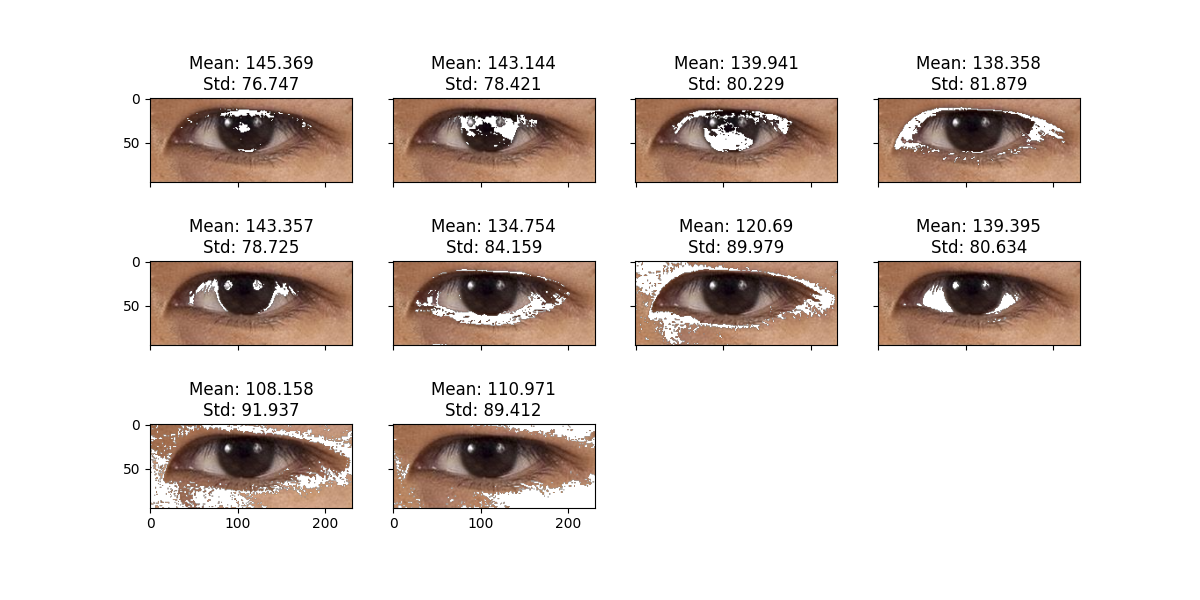 Mean: 145.369
Std: 76.747
Mean: 143.144
Std: 78.421
Mean: 139.941
Std: 80.229
Mean: 138.358
Std: 81.879
0
50
Mean: 143.357
Std: 78.725
Mean: 134.754
Std: 84.159
Mean: 120.69
Std: 89.979
Mean: 139.395
Std: 80.634
0
50
Mean: 108.158
Std: 91.937
Mean: 110.971
Std: 89.412
0
50
0 100 200
0 100 200